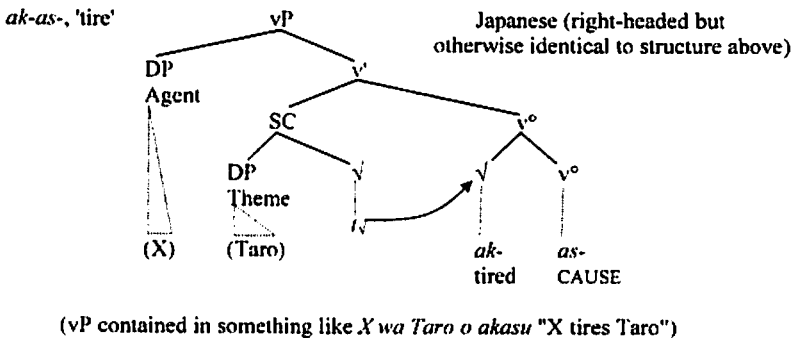 ak-as-, 'tire'
vP
Japanese (right-headed but
otherwise identical to structure above)
DP
Agent
v'
SC
v°
DP
Theme
√
√
v°
t√
(X)
(Taro)
ak-
tired
as-
CAUSE
(vP contained in something like X wa Taro o akasu "X tires Taro")